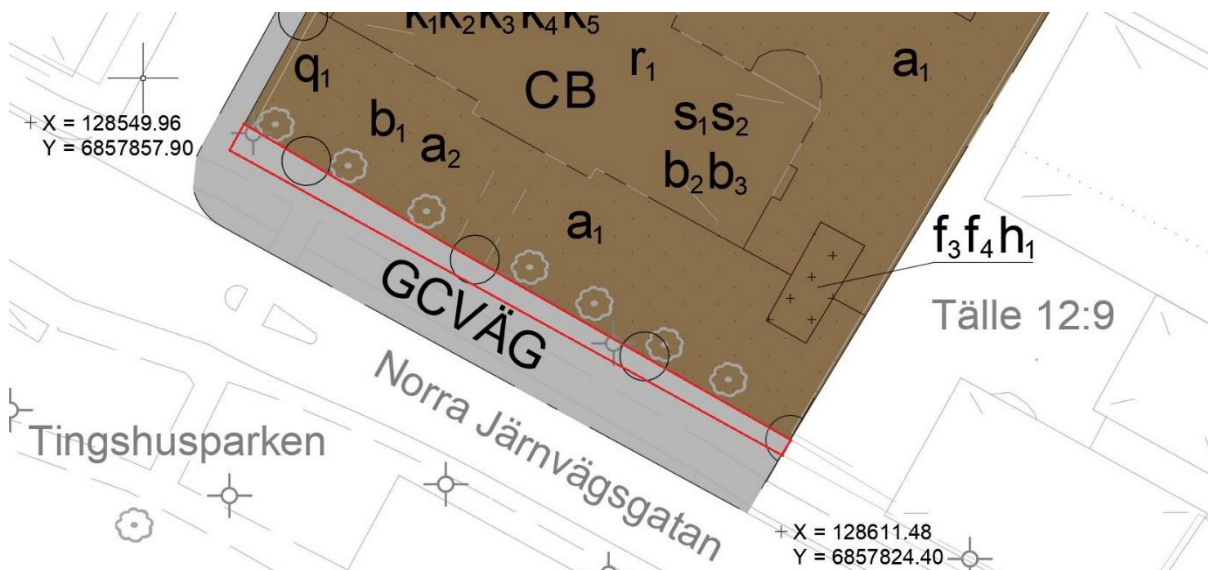 k₁k₂k₃k₄k₅
q₁
r₁
a₁
CB
+ X = 128549.96
Y = 6857857.90
b₁
a₂
s₁s₂
b₂b₃
a₁
f₃f₄h₁
GCVÄG
Tälle 12:9
Norra Järnvägsgatan
Tingshusparken
+ X = 128611.48
Y = 6857824.40